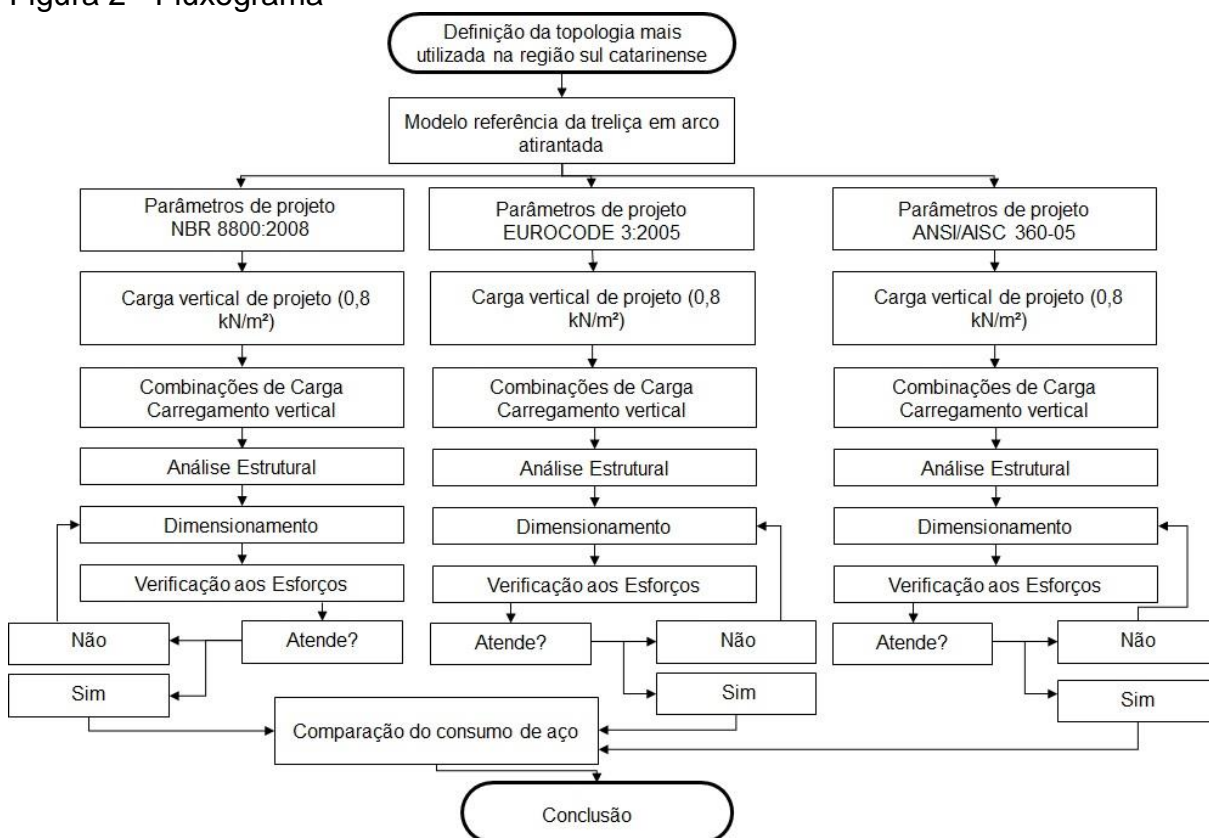 Figura 2 - Fluxograma
Definição da topologia mais
utilizada na região sul catarinense
Modelo referência da treliça em arco
atirantada
Parâmetros de projeto
NBR 8800:2008
Parâmetros de projeto
EUROCODE 3:2005
Parâmetros de projeto
ANSI/AISC 360-05
Carga vertical de projeto (0,8
kN/m²)
Carga vertical de projeto (0,8
kN/m²)
Carga vertical de projeto (0,8
kN/m²)
Combinações de Carga
Carregamento vertical
Combinações de Carga
Carregamento vertical
Combinações de Carga
Carregamento vertical
Análise Estrutural
Análise Estrutural
Análise Estrutural
Dimensionamento
Dimensionamento
Dimensionamento
Verificação aos Esforços
Verificação aos Esforços
Verificação aos Esforços
Não
Atende?
Atende?
Não
Atende?
Não
Sim
Sim
Sim
Comparação do consumo de aço
Conclusão